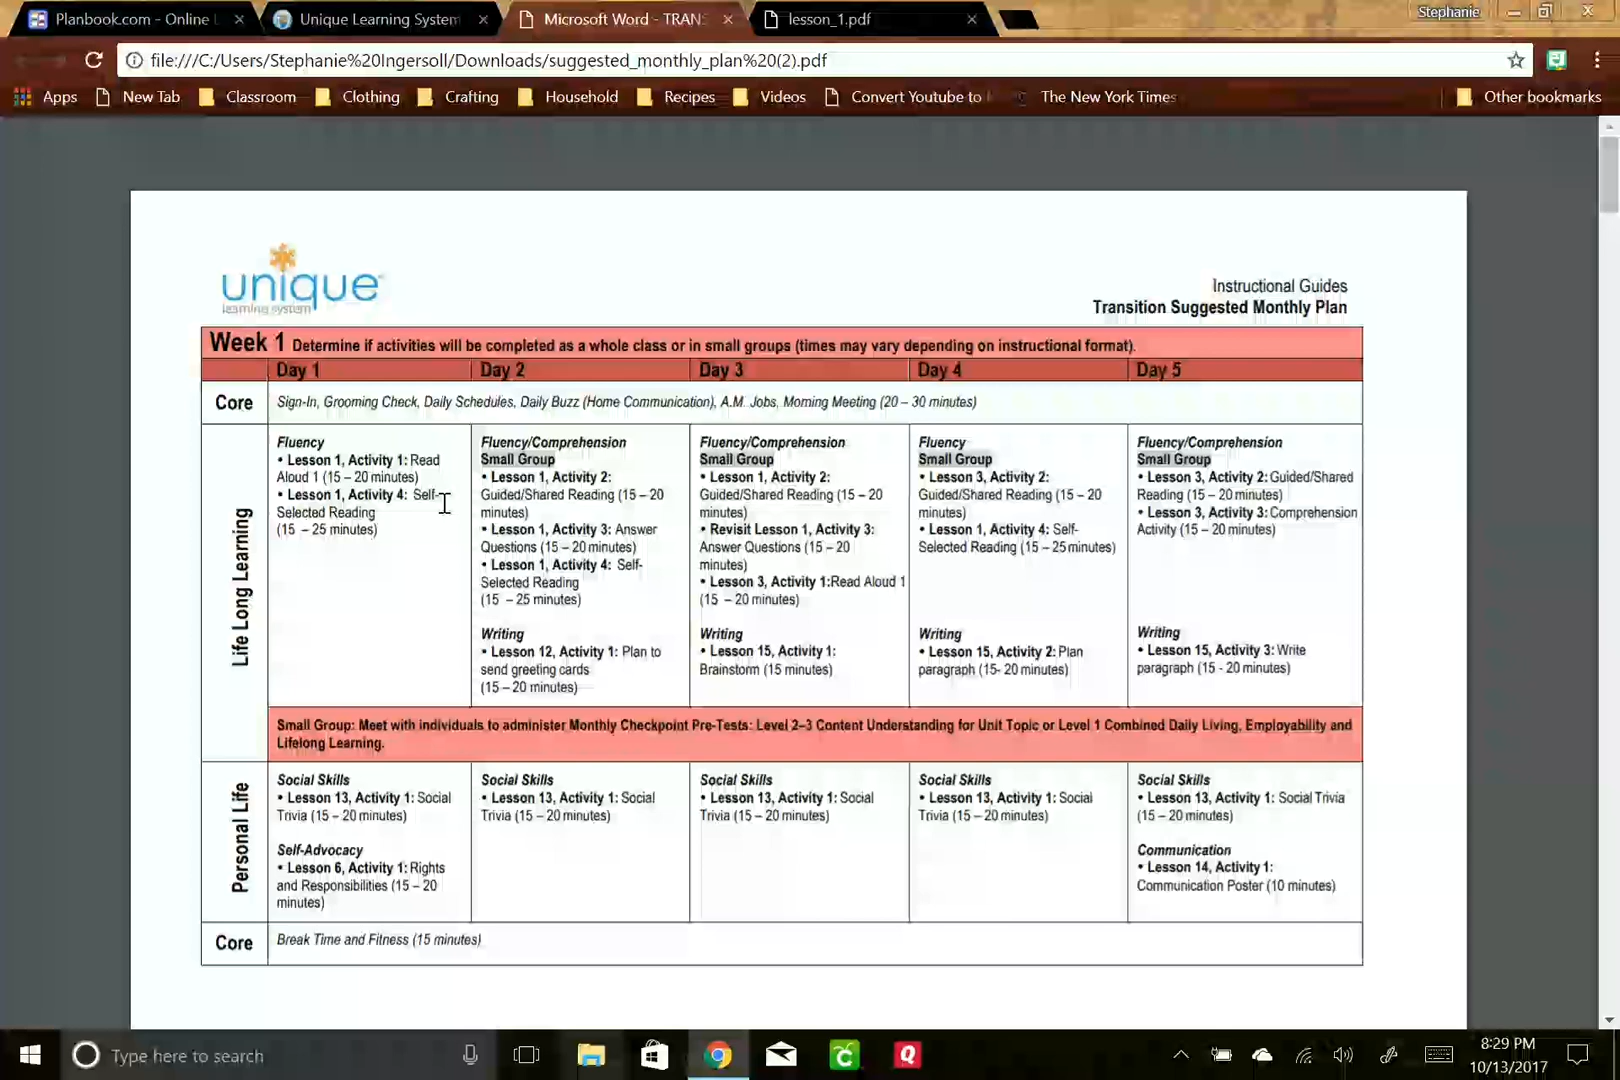 Planbook.com - Online L
Unique Learning System
Microsoft Word - TRANS
lesson_1.pdf
Stephanie
file:///C:/Users/Stephanie%20Ingersoll/Downloads/suggested_monthly_plan%20(2).pdf
Apps
New Tab
Classroom
Clothing
Crafting
Household
Recipes
Videos
Convert Youtube to
The New York Times
Other bookmarks
unique
learning system
Instructional Guides
Transition Suggested Monthly Plan
Week 1 Determine if activities will be completed as a whole class or in small groups (times may vary depending on instructional format).
Day 1
Day 2
Day 3
Day 4
Day 5
Core
Sign-In, Grooming Check, Daily Schedules, Daily Buzz (Home Communication), A.M. Jobs, Morning Meeting (20 – 30 minutes)
Life Long Learning
Fluency
• Lesson 1, Activity 1: Read
Aloud 1 (15 – 20 minutes)
• Lesson 1, Activity 4: Self-
Selected Reading
(15 – 25 minutes)
Fluency/Comprehension
Small Group
• Lesson 1, Activity 2:
Guided/Shared Reading (15 – 20
minutes)
• Lesson 1, Activity 3: Answer
Questions (15 – 20 minutes)
• Lesson 1, Activity 4: Self-
Selected Reading
(15 – 25 minutes)
Writing
• Lesson 12, Activity 1: Plan to
send greeting cards
(15 – 20 minutes)
Fluency/Comprehension
Small Group
• Lesson 1, Activity 2:
Guided/Shared Reading (15 – 20
minutes)
• Revisit Lesson 1, Activity 3:
Answer Questions (15 – 20
minutes)
• Lesson 3, Activity 1:Read Aloud 1
(15 – 20 minutes)
Writing
• Lesson 15, Activity 1:
Brainstorm (15 minutes)
Fluency
Small Group
• Lesson 3, Activity 2:
Guided/Shared Reading (15 – 20
minutes)
• Lesson 1, Activity 4: Self-
Selected Reading (15 – 25 minutes)
Writing
• Lesson 15, Activity 2: Plan
paragraph (15- 20 minutes)
Fluency/Comprehension
Small Group
• Lesson 3, Activity 2: Guided/Shared
Reading (15 – 20 minutes)
• Lesson 3, Activity 3: Comprehension
Activity (15 – 20 minutes)
Writing
• Lesson 15, Activity 3: Write
paragraph (15 - 20 minutes)
Small Group: Meet with individuals to administer Monthly Checkpoint Pre-Tests: Level 2–3 Content Understanding for Unit Topic or Level 1 Combined Daily Living, Employability and
Lifelong Learning.
Personal Life
Social Skills
• Lesson 13, Activity 1: Social
Trivia (15 – 20 minutes)
Self-Advocacy
• Lesson 6, Activity 1: Rights
and Responsibilities (15 – 20
minutes)
Social Skills
• Lesson 13, Activity 1: Social
Trivia (15 – 20 minutes)
Social Skills
• Lesson 13, Activity 1: Social
Trivia (15 – 20 minutes)
Social Skills
• Lesson 13, Activity 1: Social
Trivia (15 – 20 minutes)
Social Skills
• Lesson 13, Activity 1: Social Trivia
(15 – 20 minutes)
Communication
• Lesson 14, Activity 1:
Communication Poster (10 minutes)
Core
Break Time and Fitness (15 minutes)
Type here to search
8:29 PM
10/13/2017